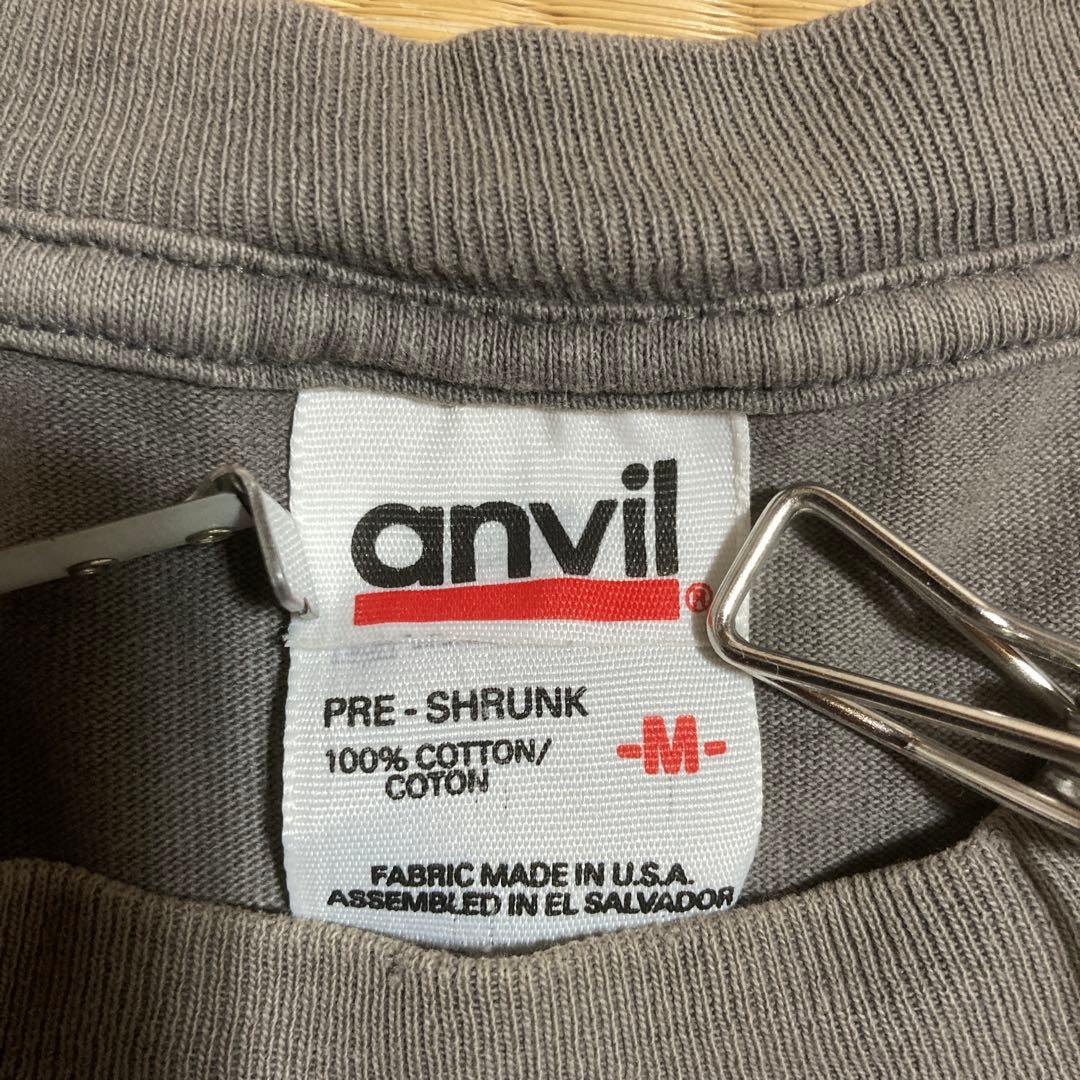 anvil®
PRE - SHRUNK
100% COTTON/
COTON
-M-
FABRIC MADE IN U.S.A.
ASSEMBLED IN EL SALVADOR